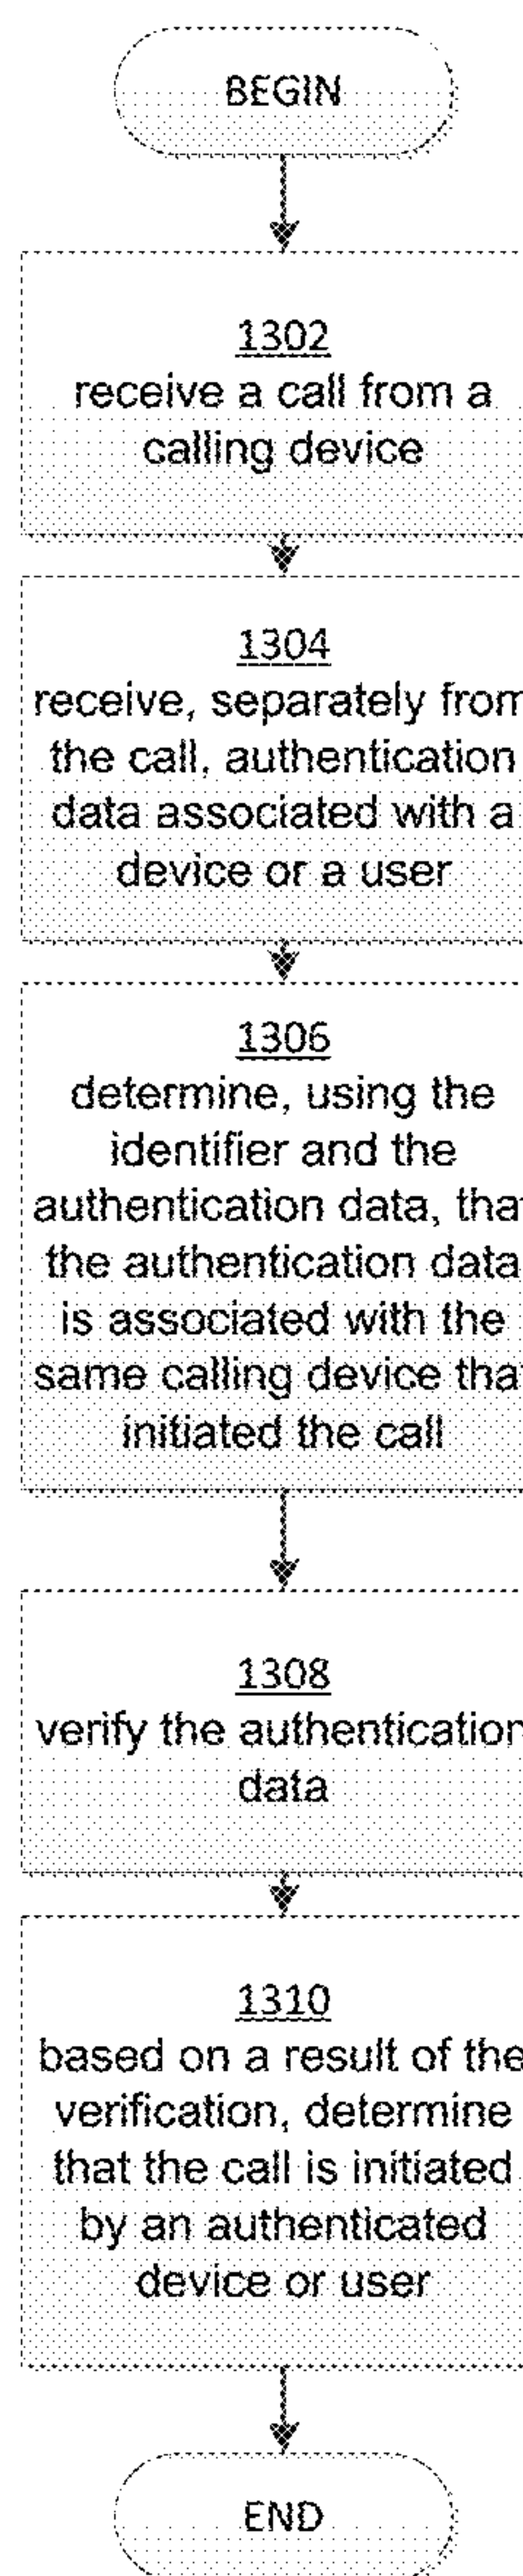 BEGIN
1302
receive a call from a
calling device
1304
receive, separately from
the call, authentication
data associated with a
device or a user
1306
determine, using the
identifier and the
authentication data, that
the authentication data
is associated with the
same calling device that
initiated the call
1308
verify the authentication
data
1310
based on a result of the
verification, determine
that the call is initiated
by an authenticated
device or user
END